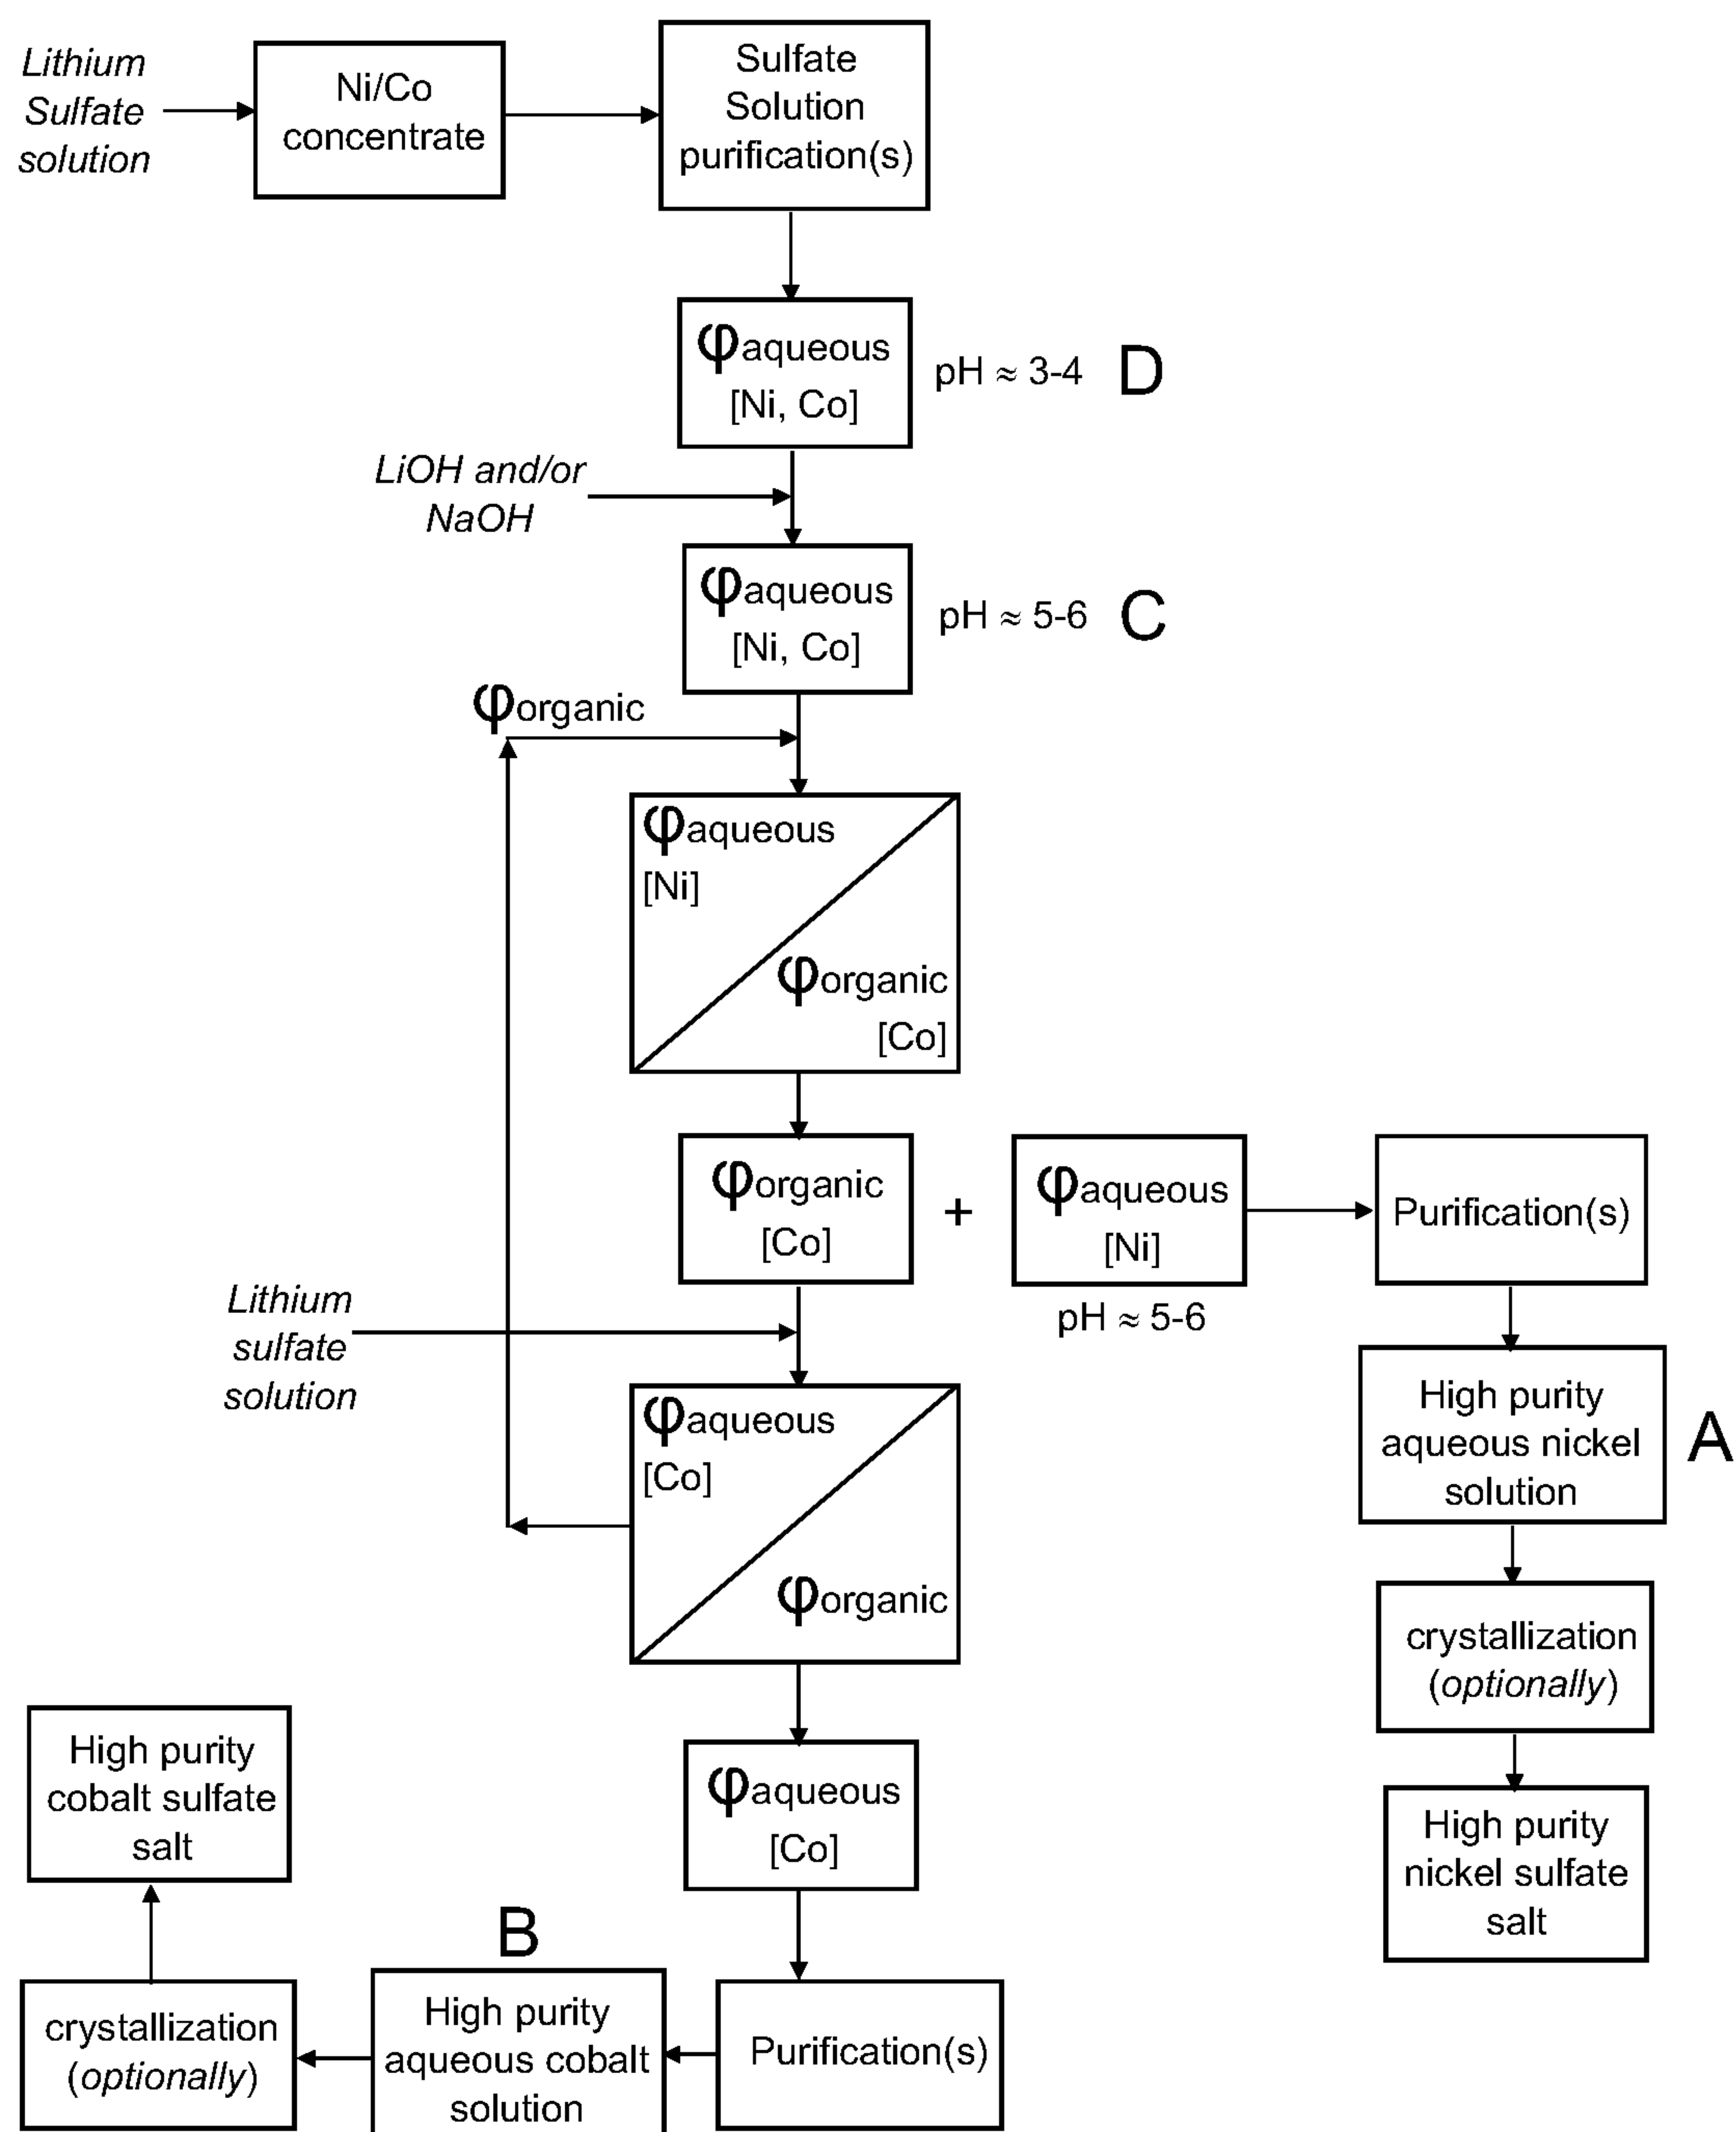 Lithium
Sulfate
solution
Ni/Co
concentrate
Sulfate
Solution
purification(s)
φaqueous
[Ni, Co]
pH ≈ 3-4
D
LiOH and/or
NaOH
φaqueous
[Ni, Co]
pH ≈ 5-6
C
φorganic
φaqueous
[Ni]
φorganic
[Co]
φorganic
[Co]
+
φaqueous
[Ni]
pH ≈ 5-6
Purification(s)
Lithium
sulfate
solution
φaqueous
[Co]
φorganic
High purity
aqueous nickel
solution
A
crystallization
(optionally)
High purity
nickel sulfate
salt
φaqueous
[Co]
Purification(s)
B
High purity
aqueous cobalt
solution
crystallization
(optionally)
High purity
cobalt sulfate
salt